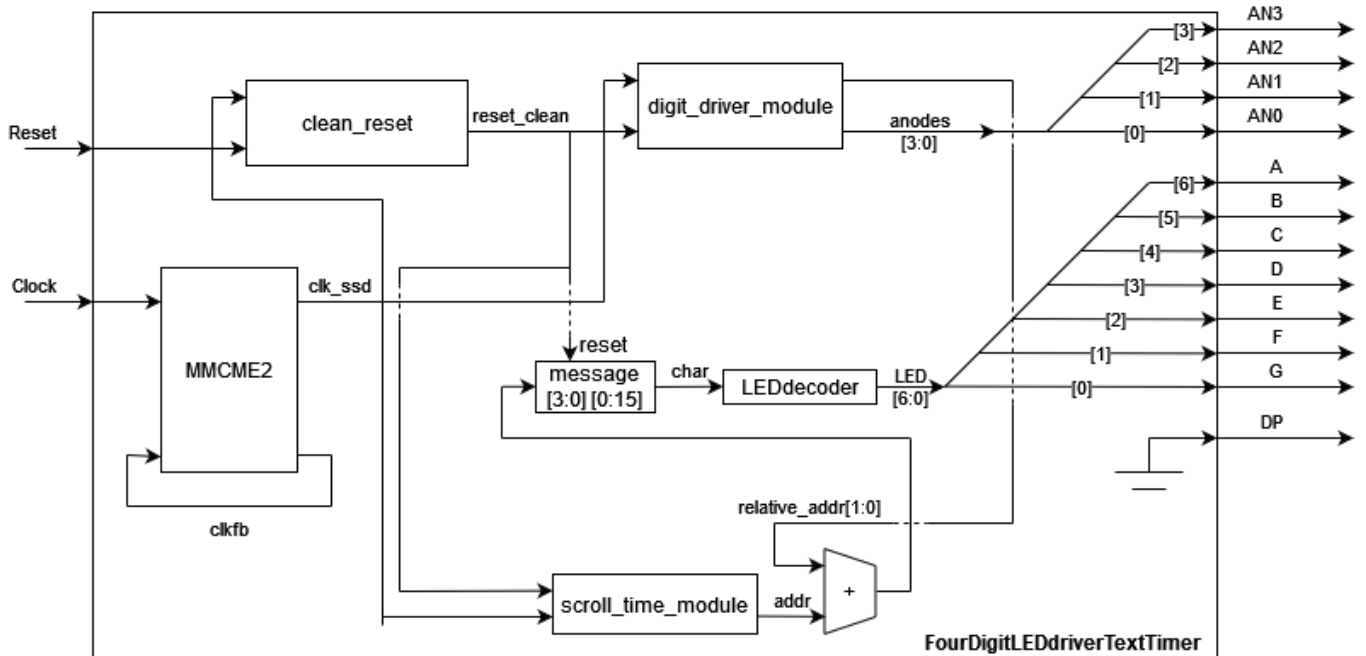 AN3
[3]
AN2
[2]
AN1
[1]
AN0
[0]
digit_driver_module
anodes
[3:0]
clean_reset
reset_clean
Reset
A
[6]
B
[5]
C
[4]
D
[3]
E
[2]
F
[1]
G
[0]
DP
Clock
clk_ssd
MMCME2
clkfb
reset
message
[3:0] [0:15]
char
LEDdecoder
LED
[6:0]
relative_addr[1:0]
scroll_time_module
addr
+
FourDigitLEDdriverTextTimer